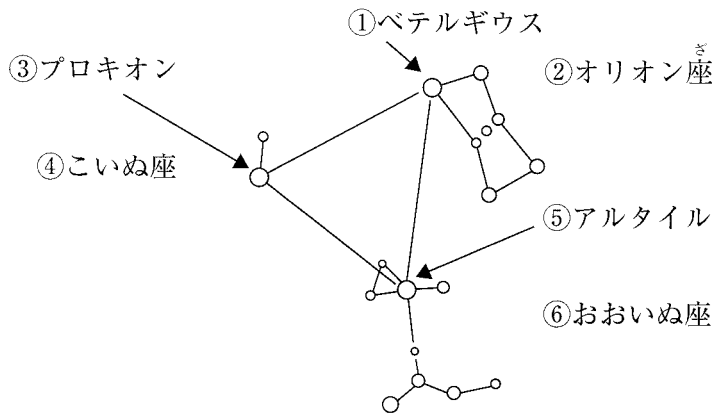 ①ベテルギウス
③プロキオン
②オリオン座
ざ
④こいぬ座
⑤アルタイル
⑥おおいぬ座